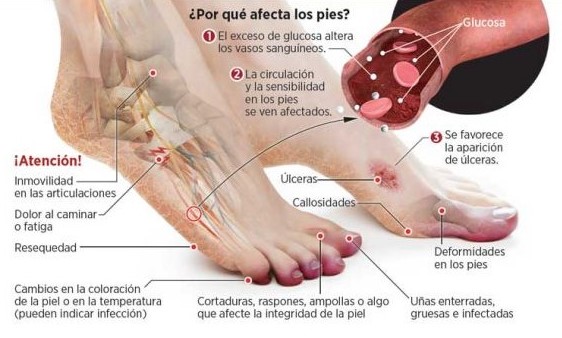 ¿Por qué afecta los pies?
1 El exceso de glucosa altera
los vasos sanguíneos.
Glucosa
2 La circulación
y la sensibilidad
en los pies
se ven afectados.
3 Se favorece
la aparición
de úlceras.
¡Atención!
Inmovilidad
en las articulaciones
Dolor al caminar
o fatiga
Resequedad
Úlceras
Callosidades
Deformidades
en los pies
Cambios en la coloración
de la piel o en la temperatura
(pueden indicar infección)
Cortaduras, raspones, ampollas o algo
que afecte la integridad de la piel
Uñas enterradas,
gruesas e infectadas